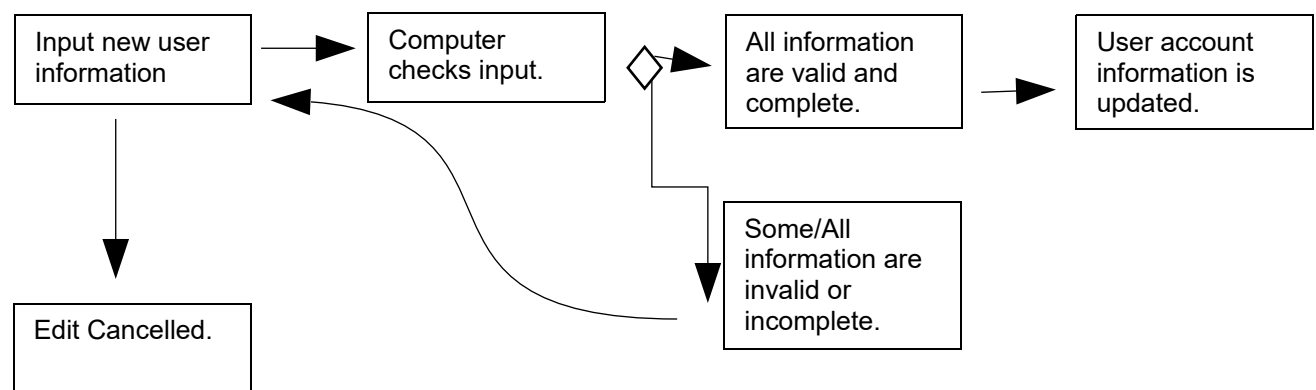 Input new user
information
Computer
checks input.
All information
are valid and
complete.
User account
information is
updated.
Some/All
information are
invalid or
incomplete.
Edit Cancelled.